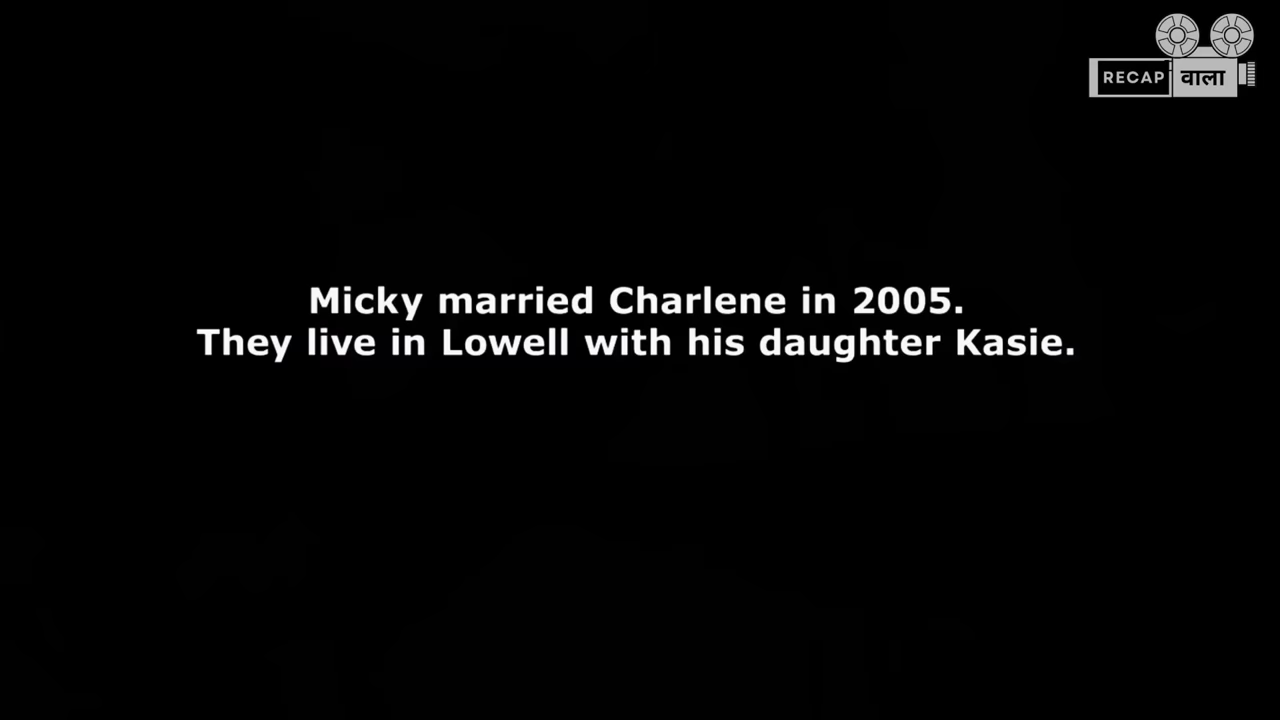 RECAP वाला
Micky married Charlene in 2005.
They live in Lowell with his daughter Kasie.